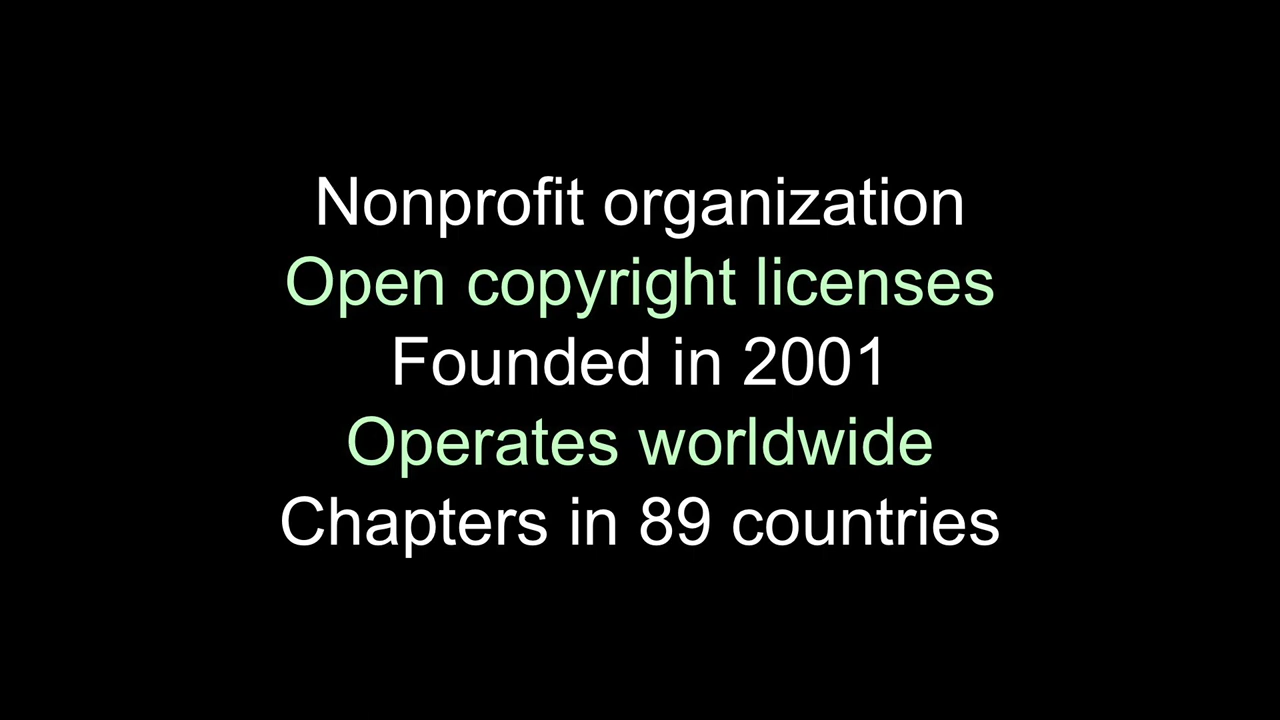 Nonprofit organization
Open copyright licenses
Founded in 2001
Operates worldwide
Chapters in 89 countries